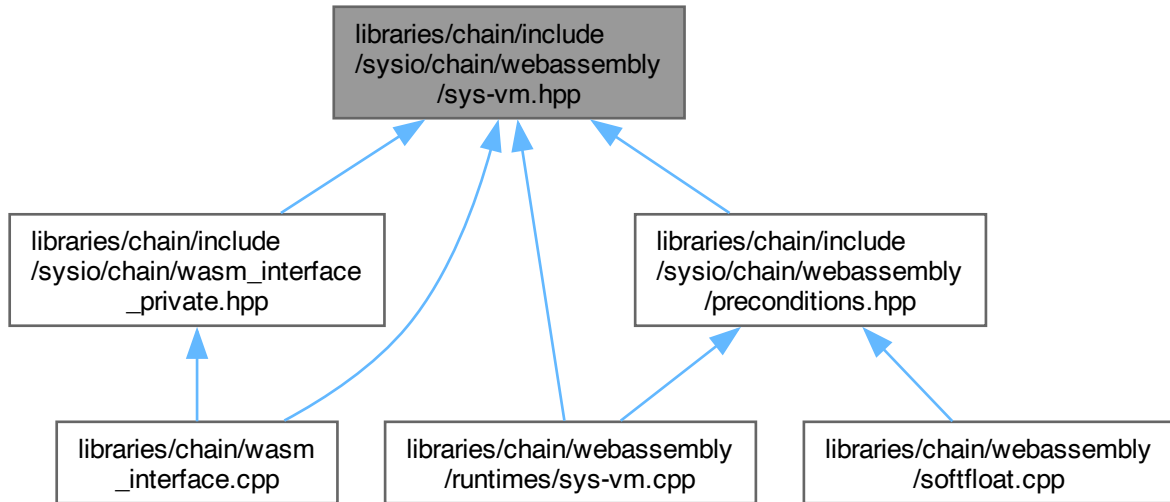 libraries/chain/include
/sysio/chain/webassembly
/sys-vm.hpp
libraries/chain/include
/sysio/chain/wasm_interface
_private.hpp
libraries/chain/include
/sysio/chain/webassembly
/preconditions.hpp
libraries/chain/wasm
_interface.cpp
libraries/chain/webassembly
/runtimes/sys-vm.cpp
libraries/chain/webassembly
/softfloat.cpp